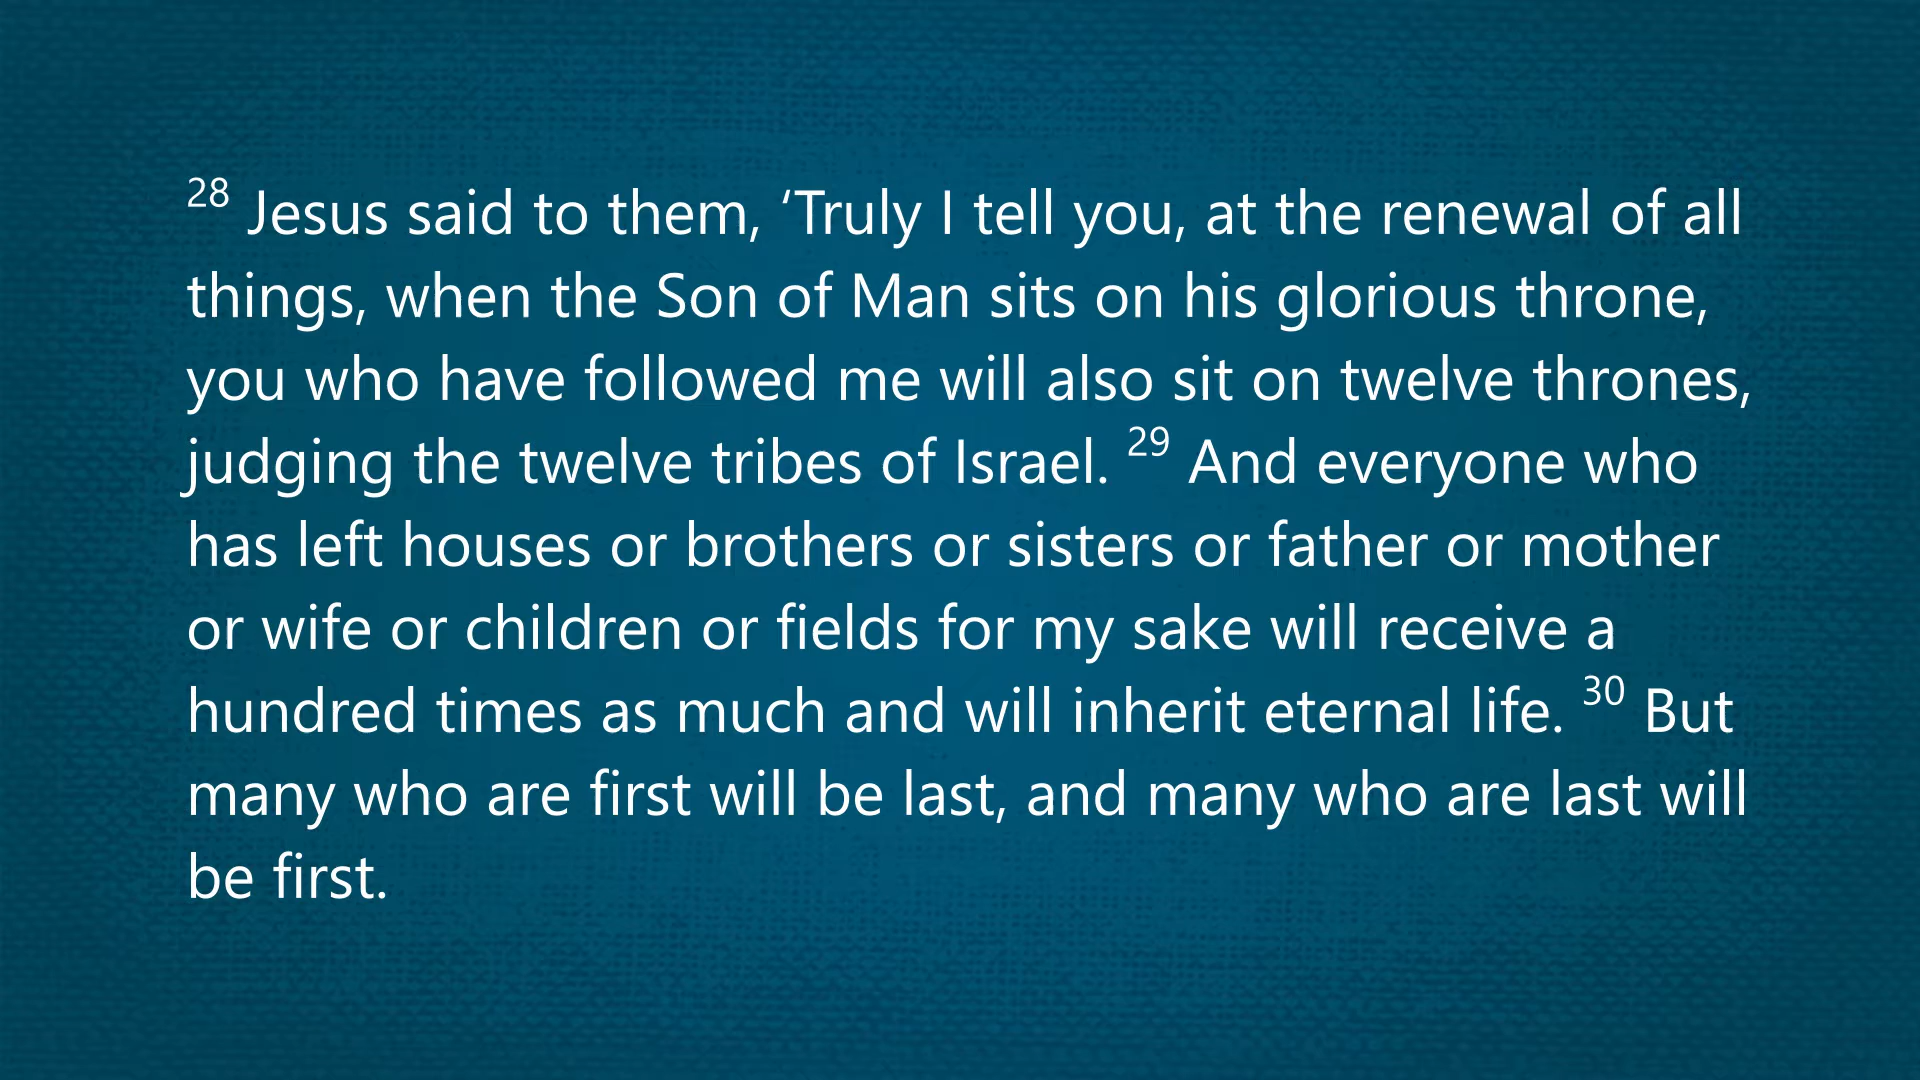 28 Jesus said to them, ‘Truly I tell you, at the renewal of all
things, when the Son of Man sits on his glorious throne,
you who have followed me will also sit on twelve thrones,
judging the twelve tribes of Israel. 29 And everyone who
has left houses or brothers or sisters or father or mother
or wife or children or fields for my sake will receive a
hundred times as much and will inherit eternal life. 30 But
many who are first will be last, and many who are last will
be first.